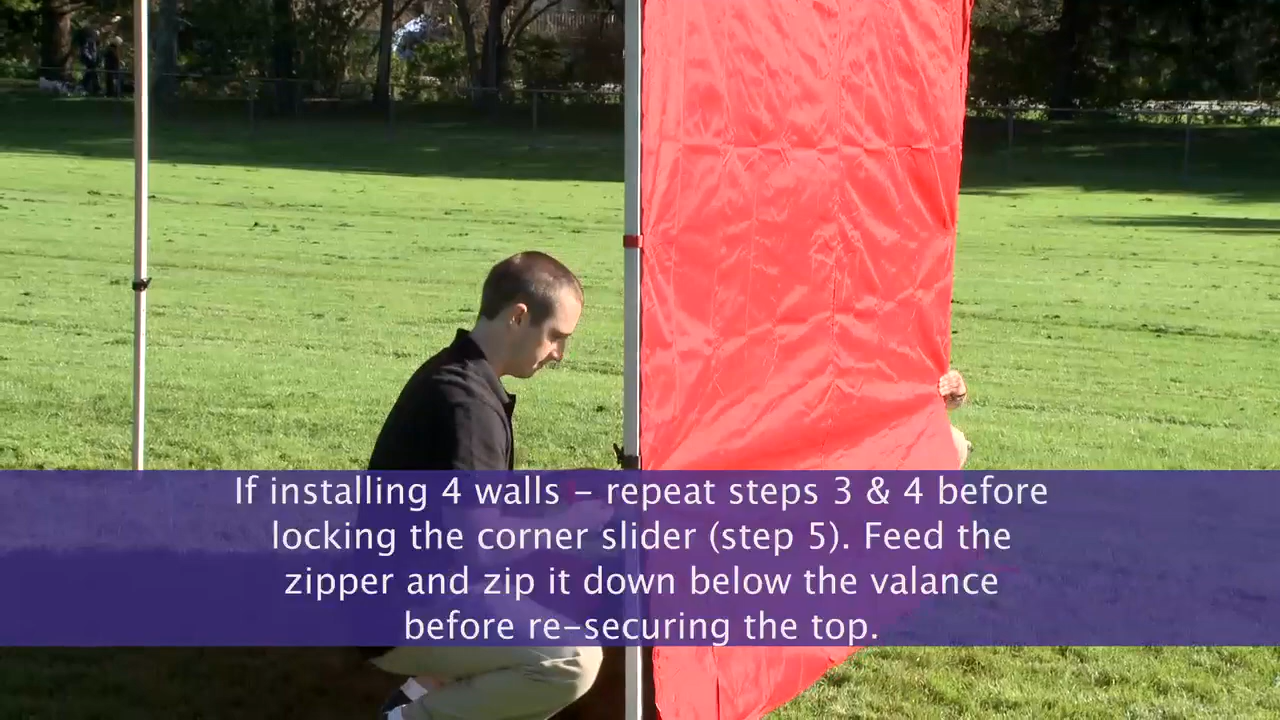 If installing 4 walls – repeat steps 3 & 4 before
locking the corner slider (step 5). Feed the
zipper and zip it down below the valance
before re–securing the top.